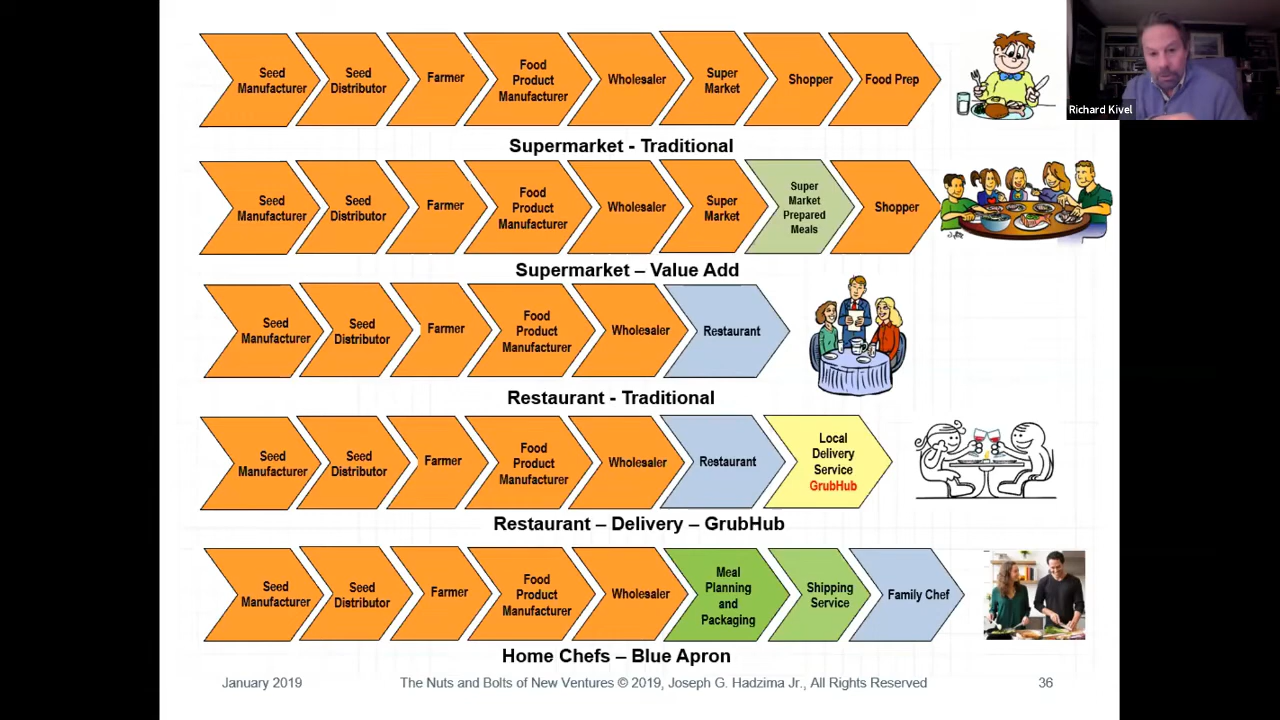 Seed
Manufacturer
Seed
Distributor
Farmer
Food
Product
Manufacturer
Wholesaler
Super
Market
Shopper
Food Prep
Richard Kivel
Supermarket - Traditional
Seed
Manufacturer
Seed
Distributor
Farmer
Food
Product
Manufacturer
Wholesaler
Super
Market
Super
Market
Prepared
Meals
Shopper
Supermarket – Value Add
Seed
Manufacturer
Seed
Distributor
Farmer
Food
Product
Manufacturer
Wholesaler
Restaurant
Restaurant - Traditional
Seed
Manufacturer
Seed
Distributor
Farmer
Food
Product
Manufacturer
Wholesaler
Restaurant
Local
Delivery
Service
GrubHub
Restaurant – Delivery – GrubHub
Seed
Manufacturer
Seed
Distributor
Farmer
Food
Product
Manufacturer
Wholesaler
Meal
Planning
and
Packaging
Shipping
Service
Family Chef
Home Chefs – Blue Apron
January 2019
The Nuts and Bolts of New Ventures © 2019, Joseph G. Hadzima Jr., All Rights Reserved
36